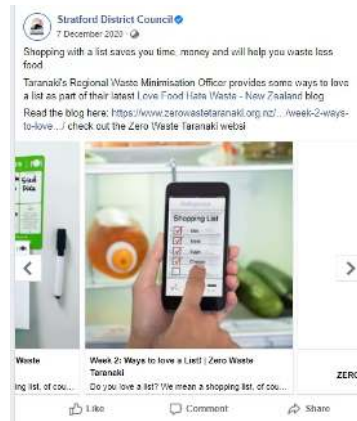 Stratford District Council
7 December 2020 ·
Shopping with a list saves you time, money and will help you waste less
food
Taranaki's Regional Waste Minimisation Officer provides some ways to love
a list as part of their latest Love Food Hate Waste - New Zealand blog
Read the blog here: https://www.zerowastetaranaki.org.nz/.../week-2-ways-
to-love.../ check out the Zero Waste Taranaki websi
Shopping List
Waste
ing list, of cou...
Week 2: Ways to love a List! | Zero Waste
Taranaki
Do you love a list? We mean a shopping list, of cou...
ZERO
Like
Comment
Share